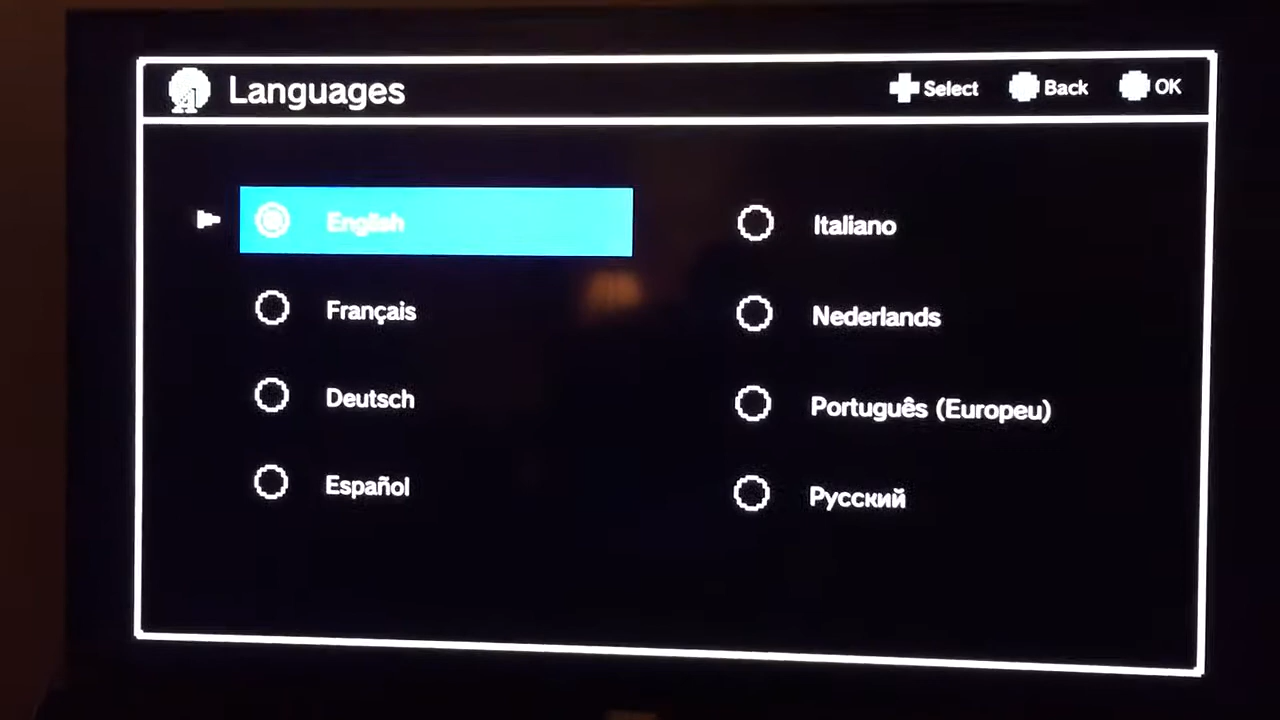 Languages
Select
Back
OK
English
Italiano
Français
Nederlands
Deutsch
Português (Europeu)
Español
Русский